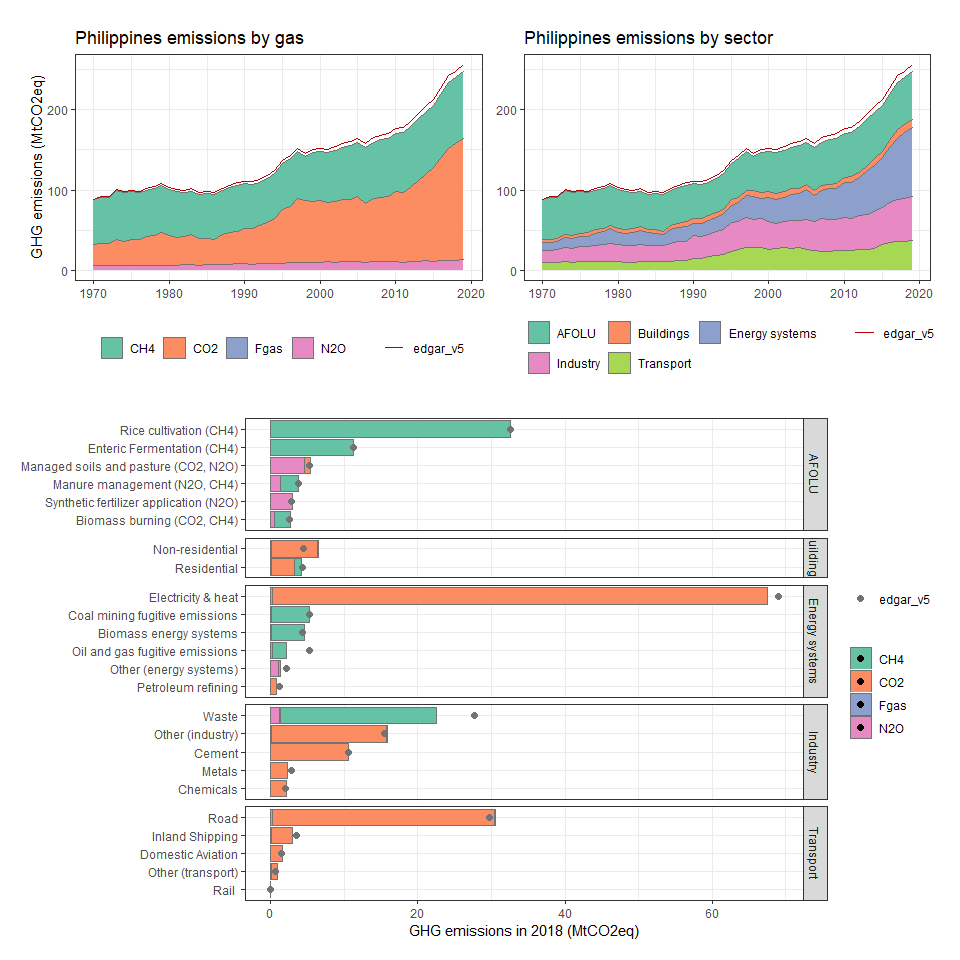 Philippines emissions by gas
GHG emissions (MtCO2eq)
200
100
0
1970
1980
1990
2000
2010
2020
CH4
CO2
Fgas
N2O
edgar_v5
Philippines emissions by sector
200
100
0
1970
1980
1990
2000
2010
2020
AFOLU
Buildings
Energy systems
edgar_v5
Industry
Transport
Rice cultivation (CH4)
Enteric Fermentation (CH4)
Managed soils and pasture (CO2, N2O)
Manure management (N2O, CH4)
Synthetic fertilizer application (N2O)
Biomass burning (CO2, CH4)
AFOLU
Non-residential
Residential
uilding
Electricity & heat
Coal mining fugitive emissions
Biomass energy systems
Oil and gas fugitive emissions
Other (energy systems)
Petroleum refining
Energy systems
Waste
Other (industry)
Cement
Metals
Chemicals
Industry
Road
Inland Shipping
Domestic Aviation
Other (transport)
Rail
Transport
0
20
40
60
GHG emissions in 2018 (MtCO2eq)
edgar_v5
CH4
CO2
Fgas
N2O